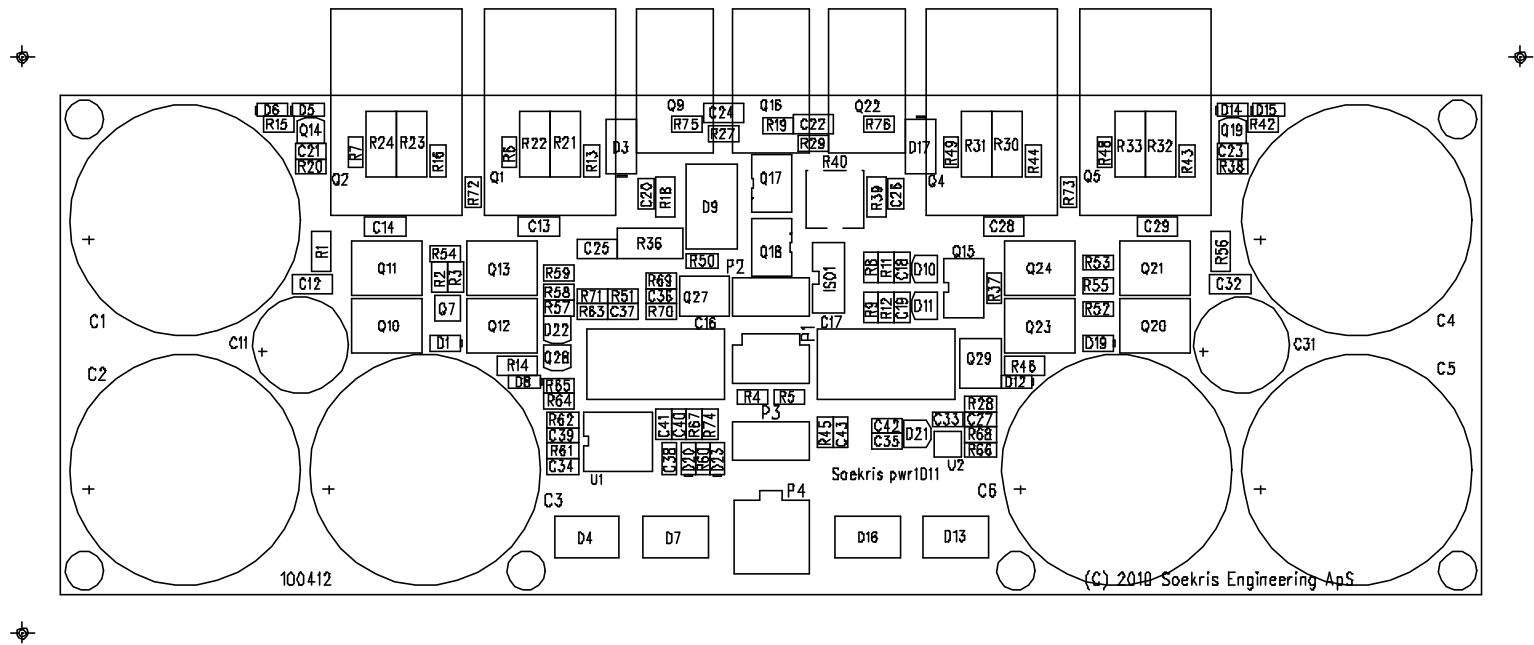 D6 D5
R15
Q14
C21
R20
R7
R24 R23
R16
Q2
R72
R6
R22 R21
R13
Q1
D3
Q9
R75
C24
R27
Q16
R19
C22
R29
Q22
R76
D17
R49
R31 R30
R44
Q4
R73
R48
R33 R32
R43
Q5
D14 D15
Q19
R42
C23
R38
C14
C13
C20
R18
D9
Q17
R40
R39
C26
C28
C29
R1
C12
R54
R2
R3
Q11
Q13
R59
C25
R36
R50
Q18
P2
ISO1
R8
R11
C18
D10
Q15
R37
Q24
R53
R55
Q21
R56
C32
C1
C11
Q7
Q10
D1
Q12
R58
R57
D22
R71 R51
R63 C37
R69
C36
R70
Q27
C16
C17
P1
R9
R12
C19
D11
Q23
R52
D19
Q20
C31
C4
C2
R14
D8
Q28
R65
R64
R4
R5
Q29
R46
D12
C5
R62
C39
R61
C34
U1
C41
C40
R67
R74
C38
D20
R60
D23
P3
R45
C43
C42
C35
D21
C33
R28
C27
R68
R66
U2
Soekris pwr1D11
C3
P4
C6
D4
D7
D16
D13
100412
(C) 2010 Soekris Engineering ApS